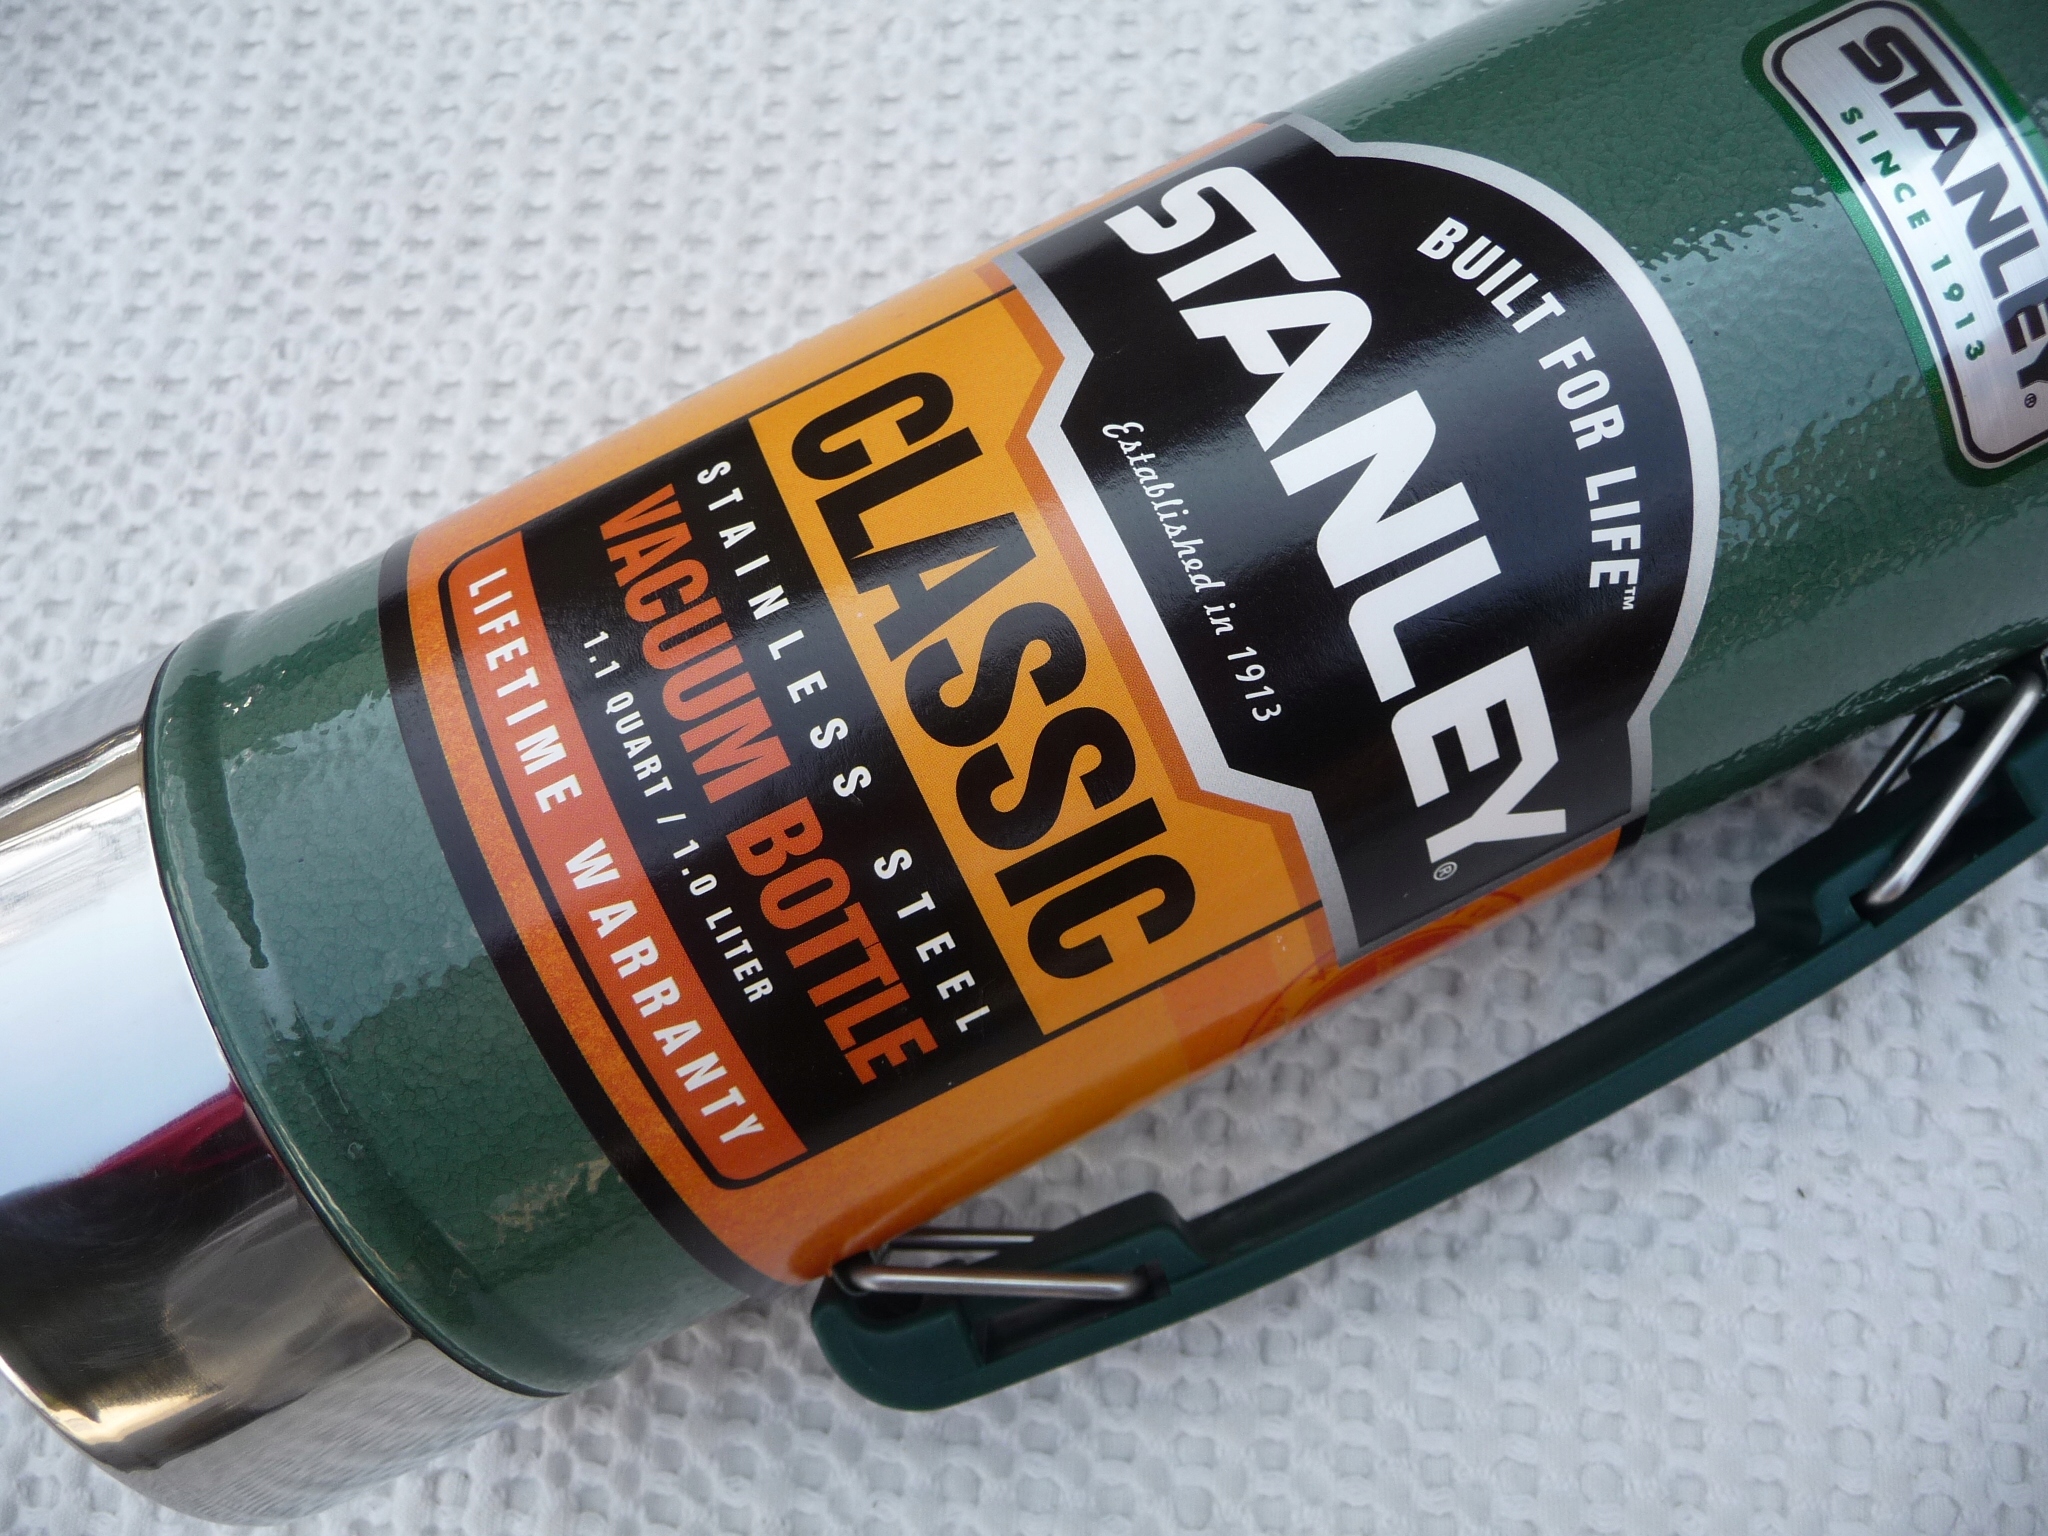 STANLEY®
SINCE 1913
BUILT FOR LIFE™
STANLEY®
Established in 1913
CLASSIC
STAINLESS STEEL
VACUUM BOTTLE
1.1 QUART / 1.0 LITER
LIFETIME WARRANTY